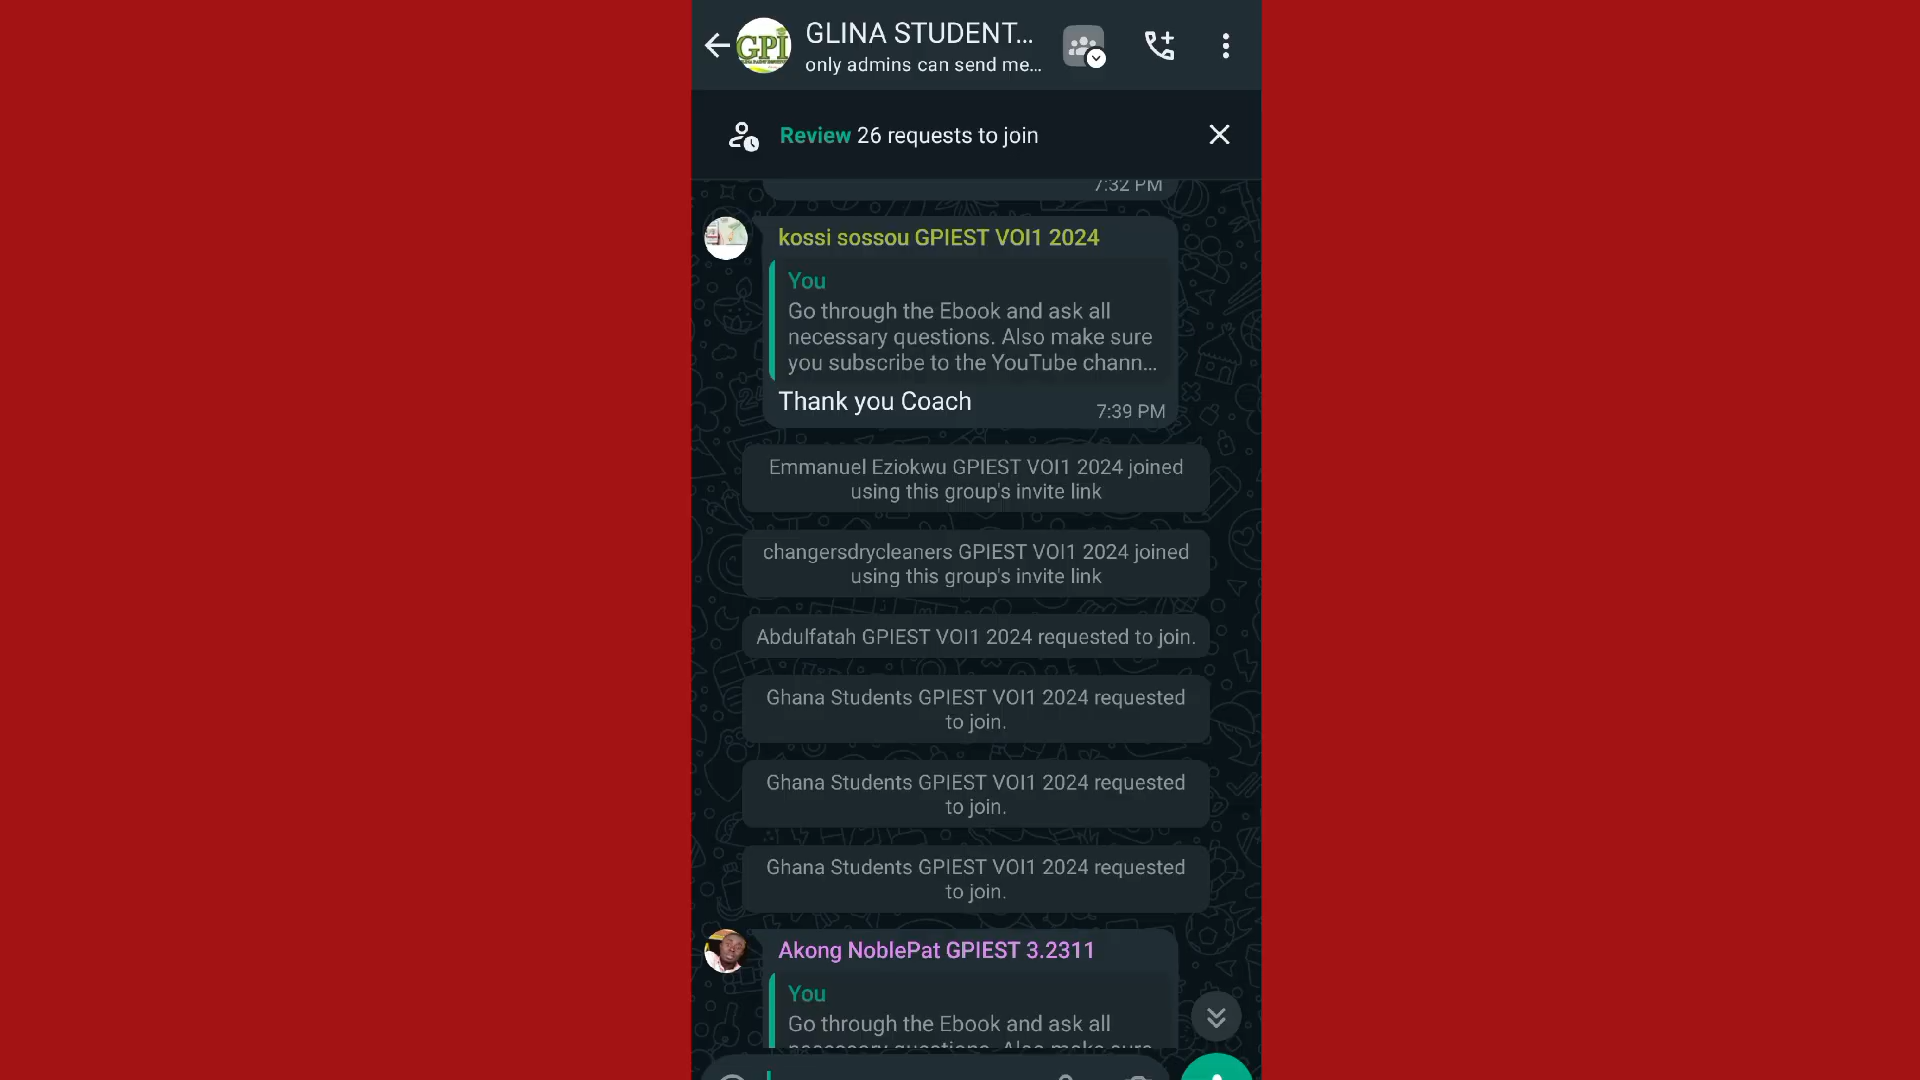 GPI
GLINA STUDENT...
only admins can send me...
Review 26 requests to join
7:32 PM
kossi sossou GPIEST VOI1 2024
You
Go through the Ebook and ask all
necessary questions. Also make sure
you subscribe to the YouTube chann...
Thank you Coach
7:39 PM
Emmanuel Eziokwu GPIEST VOI1 2024 joined
using this group's invite link
changersdrycleaners GPIEST VOI1 2024 joined
using this group's invite link
Abdulfatah GPIEST VOI1 2024 requested to join.
Ghana Students GPIEST VOI1 2024 requested
to join.
Ghana Students GPIEST VOI1 2024 requested
to join.
Ghana Students GPIEST VOI1 2024 requested
to join.
Akong NoblePat GPIEST 3.2311
You
Go through the Ebook and ask all
necessary questions. Also make sure